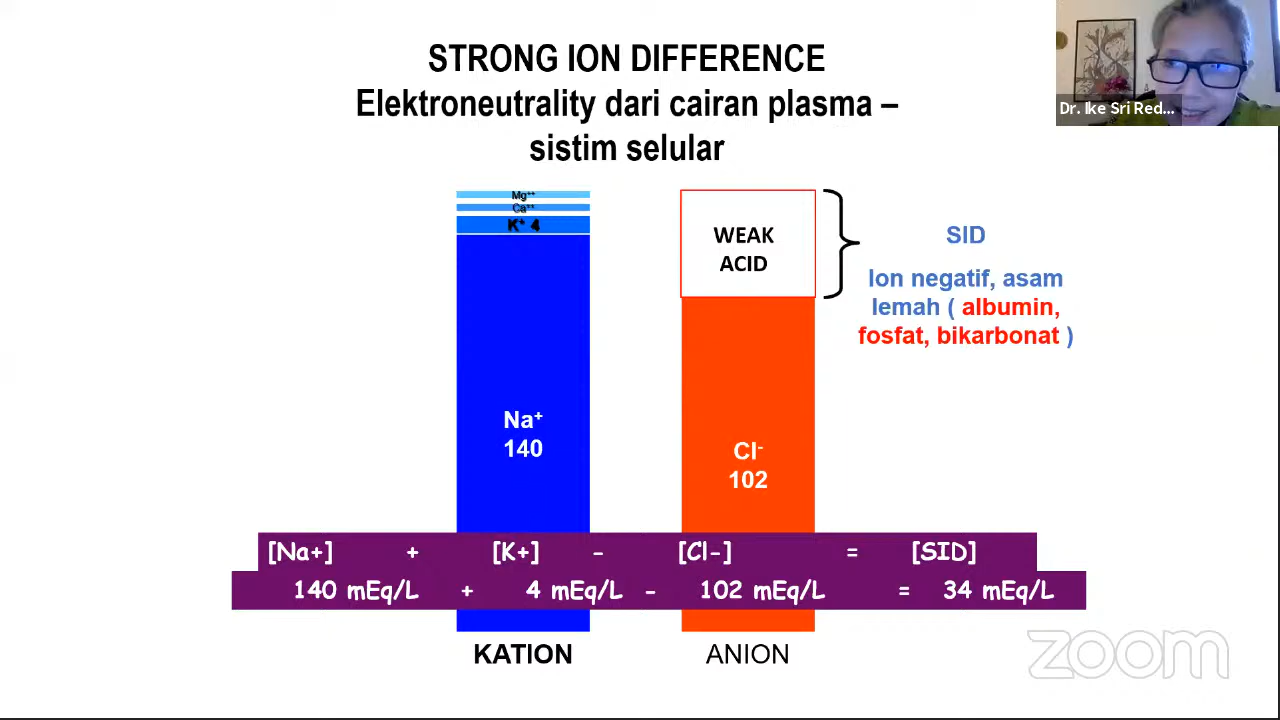 STRONG ION DIFFERENCE
Elektroneutrality dari cairan plasma –
sistim selular
Dr. Ike Sri Red...
Mg++
Ca++
K+ 4
Na+
140
KATION
WEAK
ACID
Cl-
102
ANION
SID
Ion negatif, asam
lemah ( albumin,
fosfat, bikarbonat )
[Na+] + [K+] - [Cl-] = [SID]
140 mEq/L + 4 mEq/L - 102 mEq/L = 34 mEq/L
zoom